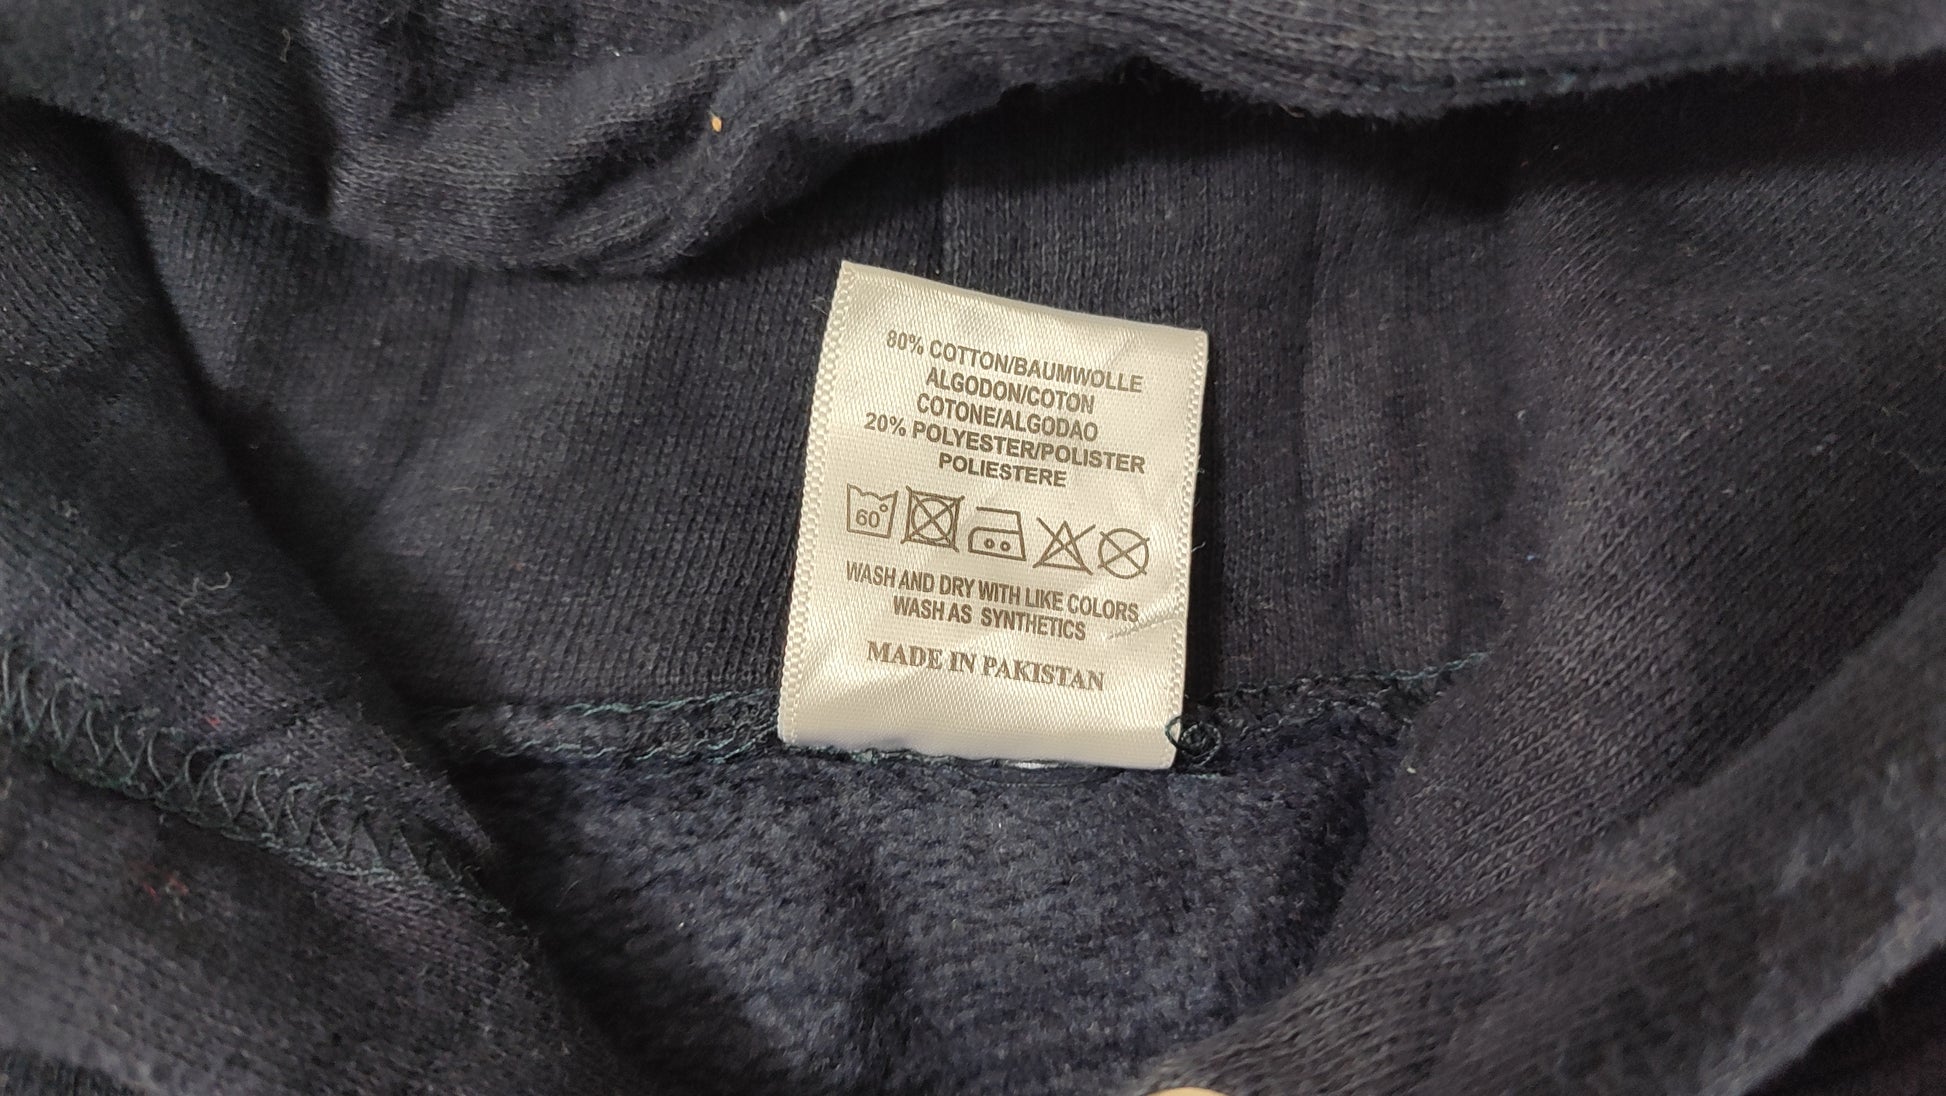 80% COTTON/BAUMWOLLE
ALGODON/COTON
COTONE/ALGODAO
20% POLYESTER/POLISTER
POLIESTERE
60°
WASH AND DRY WITH LIKE COLORS
WASH AS SYNTHETICS
MADE IN PAKISTAN